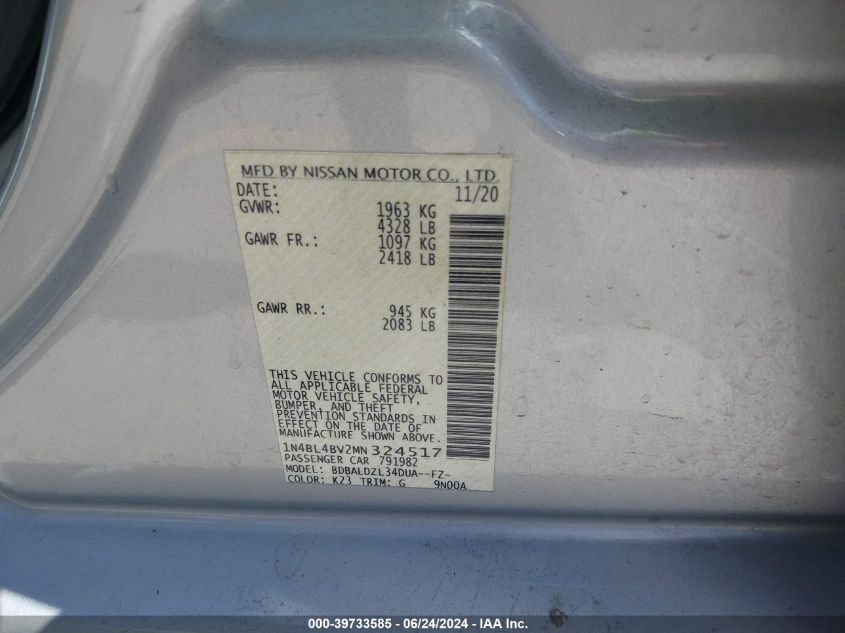 MFD BY NISSAN MOTOR CO., LTD.
DATE: 11/20
GVWR: 1963 KG
4328 LB
GAWR FR.: 1097 KG
2418 LB
GAWR RR.: 945 KG
2083 LB
THIS VEHICLE CONFORMS TO
ALL APPLICABLE FEDERAL
MOTOR VEHICLE SAFETY,
BUMPER, AND THEFT
PREVENTION STANDARDS IN
EFFECT ON THE DATE OF
MANUFACTURE SHOWN ABOVE.
1N4BL4BV2MN324517
PASSENGER CAR 791982
MODEL: BDBALDZL34DUA--FZ-
COLOR: K23 TRIM: G 9N00A
000-39733585 - 06/24/2024 - IAA Inc.